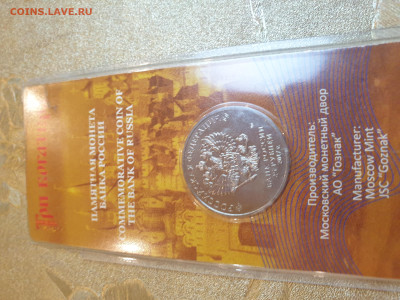 COINS.LAVE.RU
Три
ПАМЯТНАЯ МОНЕТА
БАНКА РОССИИ
COMMEMORATIVE COIN OF
THE BANK OF RUSSIA
Производитель:
Московский монетный двор
АО "Гознак"
Manufacturer:
Moscow Mint
JSC "Goznak"